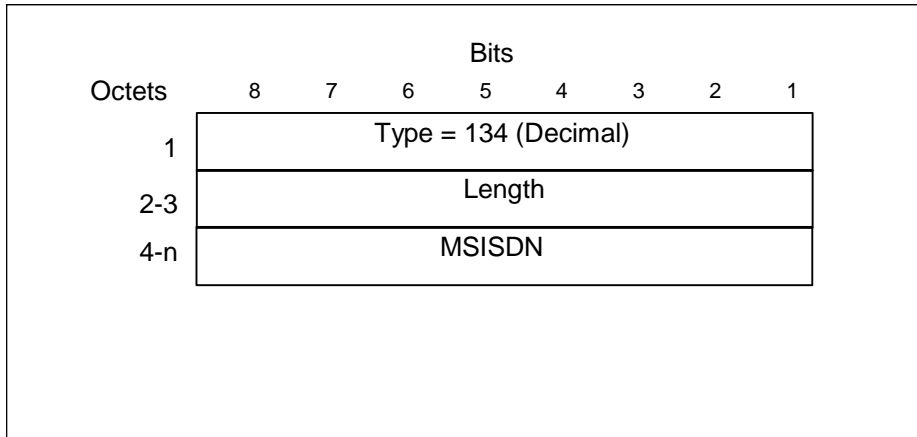 Bits
Octets 8 7 6 5 4 3 2 1
1 Type = 134 (Decimal)
2-3 Length
4-n MSISDN